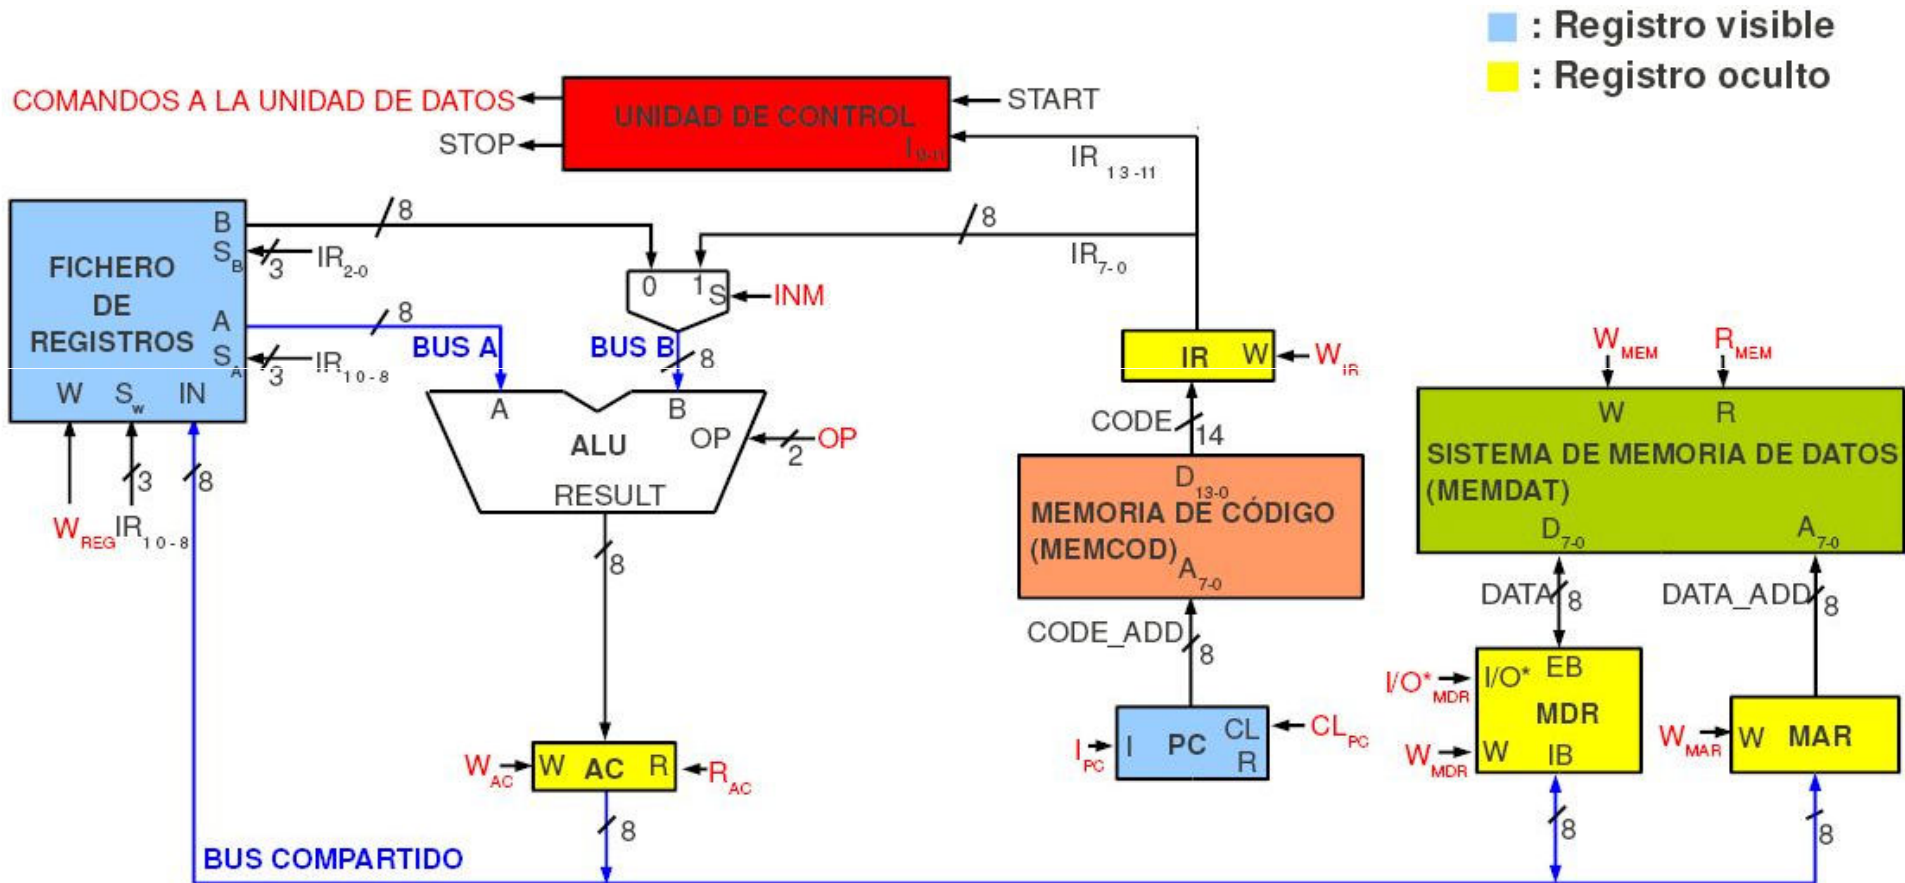 : Registro visible
: Registro oculto
COMANDOS A LA UNIDAD DE DATOS
STOP
UNIDAD DE CONTROL
START
IR 13-11
8
IR7-0
FICHERO
DE
REGISTROS
B
SB
3
IR2-0
8
A
SA
3
IR10-8
8
W
Sw
IN
WREG
3
IR10-8
8
0
1
S
INM
BUS A
BUS B
8
A
B
OP
2
OP
ALU
RESULT
8
WAC
W
AC
R
RAC
8
BUS COMPARTIDO
IR
W
WIR
CODE
14
D13-0
MEMORIA DE CÓDIGO
(MEMCOD)
A7-0
CODE_ADD
8
IPC
I
PC
CL
R
CLPC
WMEM
RMEM
W
R
SISTEMA DE MEMORIA DE DATOS
(MEMDAT)
D7-0
A7-0
DATA
8
DATA_ADD
8
I/O*MDR
I/O*
EB
MDR
WMDR
W
IB
8
WMAR
W
MAR
8